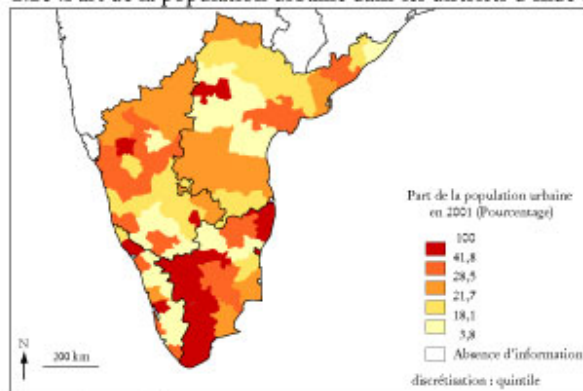 Part de la population urbaine dans les districts d'Inde
Part de la population urbaine
en 2001 (Pourcentage)
100
41,8
28,5
21,7
18,1
3,8
Absence d'information
discrétisation : quintile
N
200 km